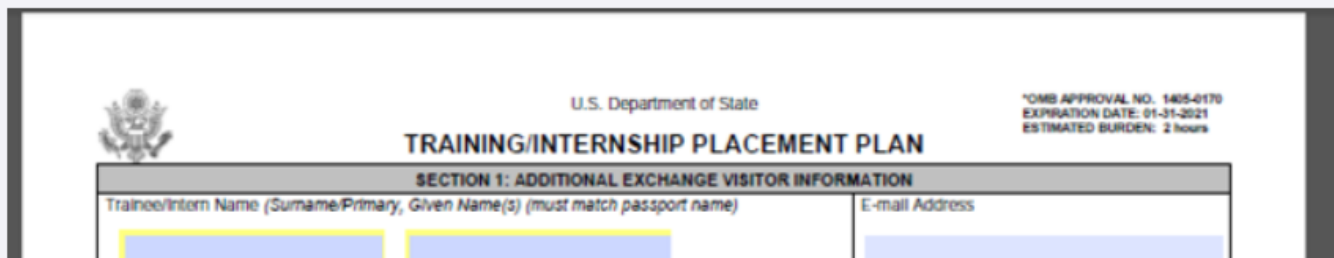 U.S. Department of State
*OMB APPROVAL NO. 1405-0170
EXPIRATION DATE: 01-31-2021
ESTIMATED BURDEN: 2 hours
TRAINING/INTERNSHIP PLACEMENT PLAN
SECTION 1: ADDITIONAL EXCHANGE VISITOR INFORMATION
Trainee/Intern Name (Surname/Primary, Given Name(s) (must match passport name)
E-mail Address